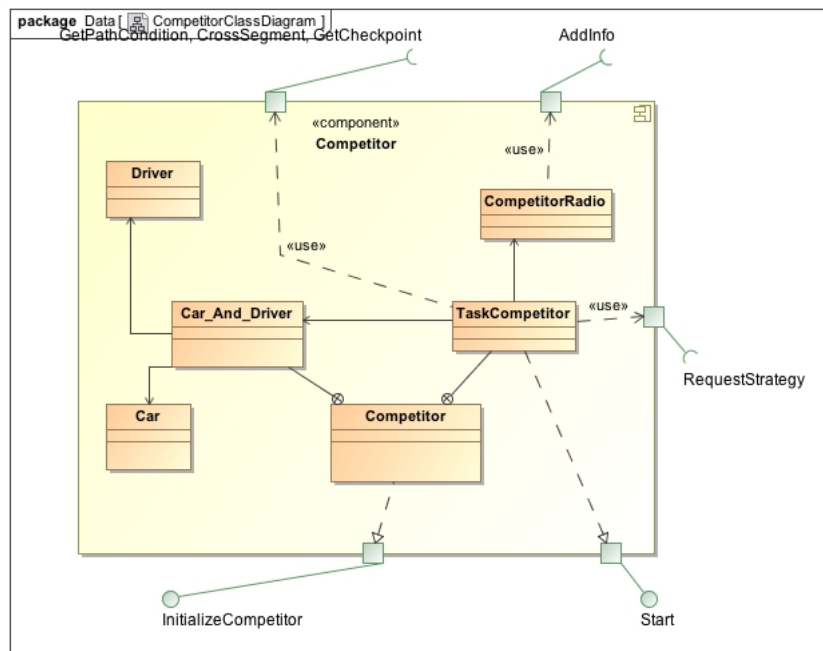 package Data [ CompetitorClassDiagram ]
GetPathCondition, CrossSegment, GetCheckpoint
AddInfo
«component»
Competitor
«use»
Driver
CompetitorRadio
«use»
Car_And_Driver
TaskCompetitor
«use»
RequestStrategy
Car
Competitor
InitializeCompetitor
Start